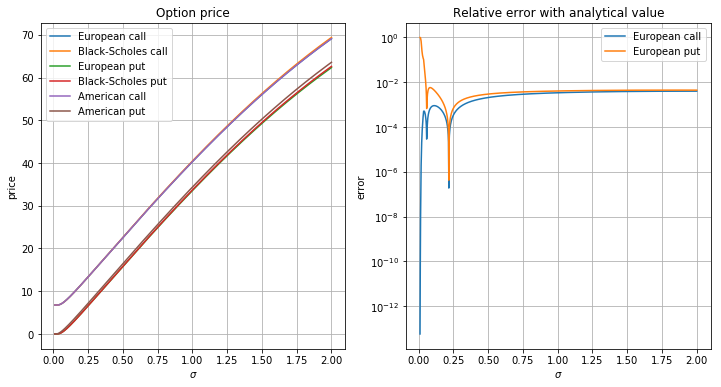 Option price
70
60
50
40
30
20
10
0
price
0.00 0.25 0.50 0.75 1.00 1.25 1.50 1.75 2.00
σ
European call
Black-Scholes call
European put
Black-Scholes put
American call
American put
Relative error with analytical value
10⁰
10⁻²
10⁻⁴
10⁻⁶
10⁻⁸
10⁻¹⁰
10⁻¹²
error
0.00 0.25 0.50 0.75 1.00 1.25 1.50 1.75 2.00
σ
European call
European put